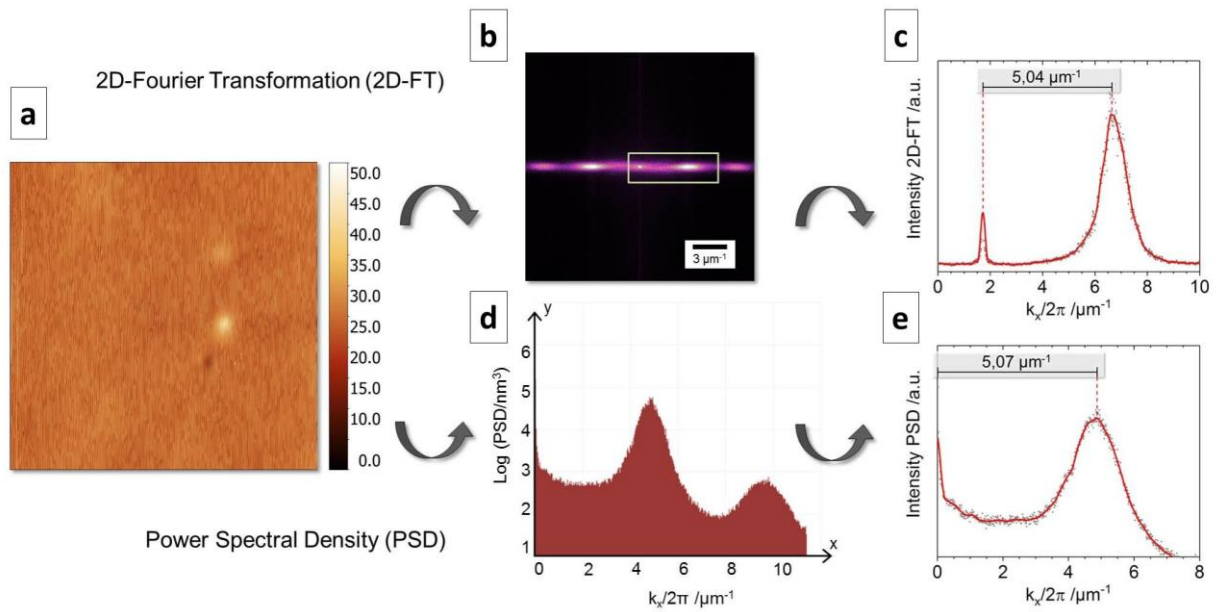 2D-Fourier Transformation (2D-FT)
a
50.0
45.0
40.0
35.0
30.0
25.0
20.0
15.0
10.0
5.0
0.0
Power Spectral Density (PSD)
b
3 μm⁻¹
c
5,04 μm⁻¹
Intensity 2D-FT /a.u.
0 2 4 6 8 10
kₓ/2π /μm⁻¹
d
y
6
5
4
3
2
1
Log (PSD/nm³)
x
0 2 4 6 8 10
kₓ/2π /μm⁻¹
e
5,07 μm⁻¹
Intensity PSD /a.u.
0 2 4 6 8
kₓ/2π /μm⁻¹